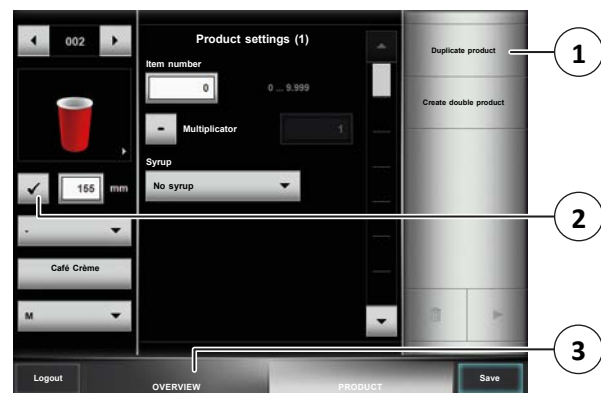 002
Product settings (1)
Duplicate product
1
Item number
0
0 ... 9.999
Create double product
- Multiplicator 1
Syrup
✓ 155 mm
No syrup
2
-
Café Crème
M
3
Logout
OVERVIEW
PRODUCT
Save